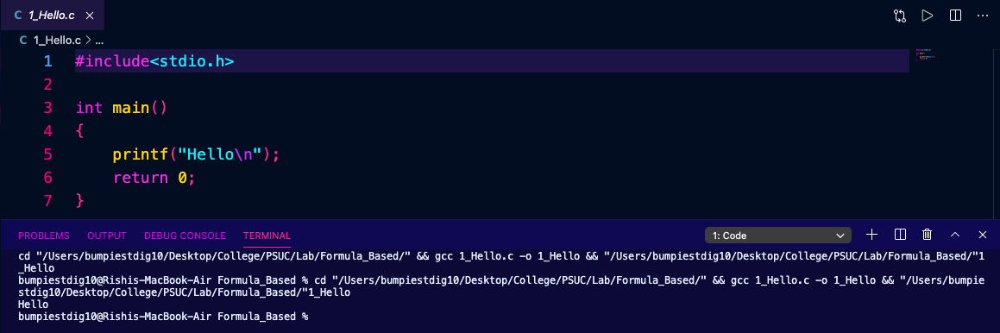 C 1_Hello.c ×
C 1_Hello.c > ...
1 #include<stdio.h>
2
3 int main()
4 {
5     printf("Hello\n");
6     return 0;
7 }
PROBLEMS OUTPUT DEBUG CONSOLE TERMINAL 1: Code
cd "/Users/bumpiestdig10/Desktop/College/PSUC/Lab/Formula_Based/" && gcc 1_Hello.c -o 1_Hello && "/Users/bumpiestdig10/Desktop/College/PSUC/Lab/Formula_Based/"1
_Hello
bumpiestdig10@Rishis-MacBook-Air Formula_Based % cd "/Users/bumpiestdig10/Desktop/College/PSUC/Lab/Formula_Based/" && gcc 1_Hello.c -o 1_Hello && "/Users/bumpie
stdig10/Desktop/College/PSUC/Lab/Formula_Based/"1_Hello
Hello
bumpiestdig10@Rishis-MacBook-Air Formula_Based %